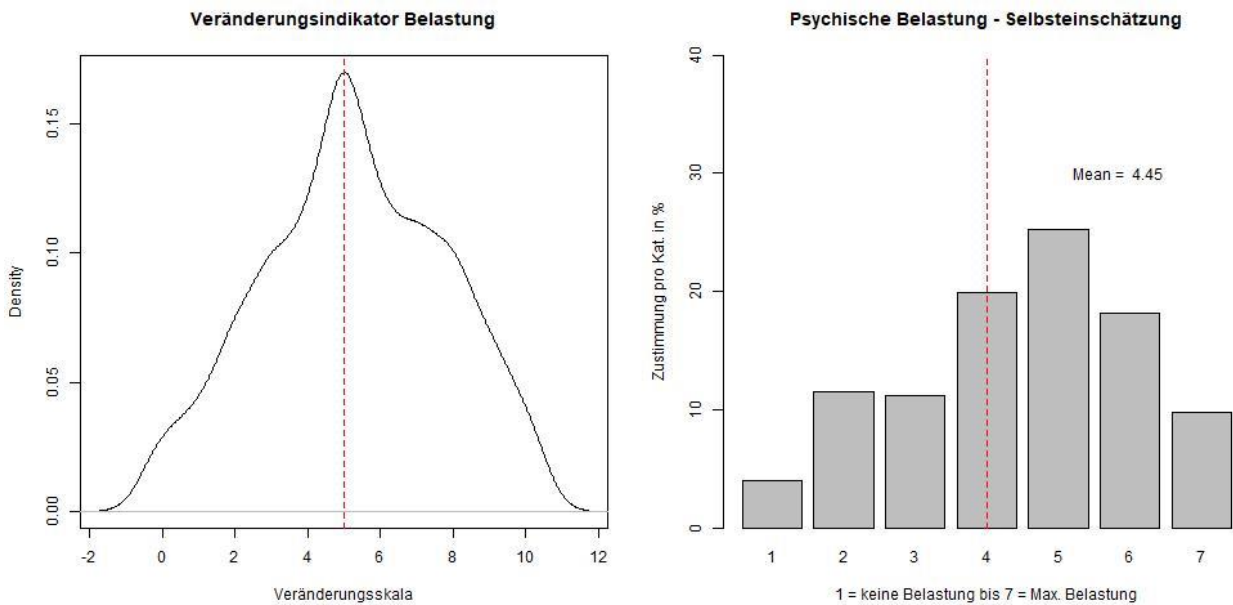 Veränderungsindikator Belastung
Density
0.15
0.10
0.05
0.00
-2 0 2 4 6 8 10 12
Veränderungsskala
Psychische Belastung - Selbsteinschätzung
Zustimmung pro Kat. in %
40
30
20
10
0
Mean = 4.45
1 2 3 4 5 6 7
1 = keine Belastung bis 7 = Max. Belastung